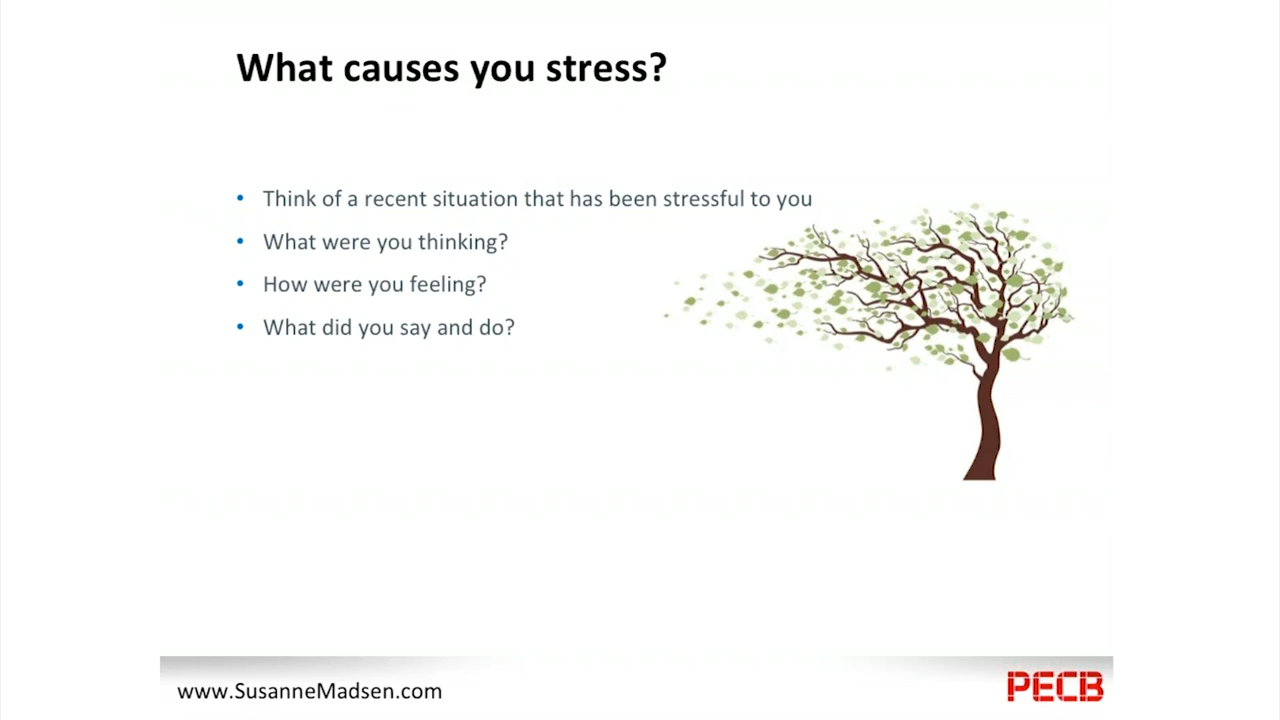 What causes you stress?
• Think of a recent situation that has been stressful to you
• What were you thinking?
• How were you feeling?
• What did you say and do?
www.SusanneMadsen.com
PECB